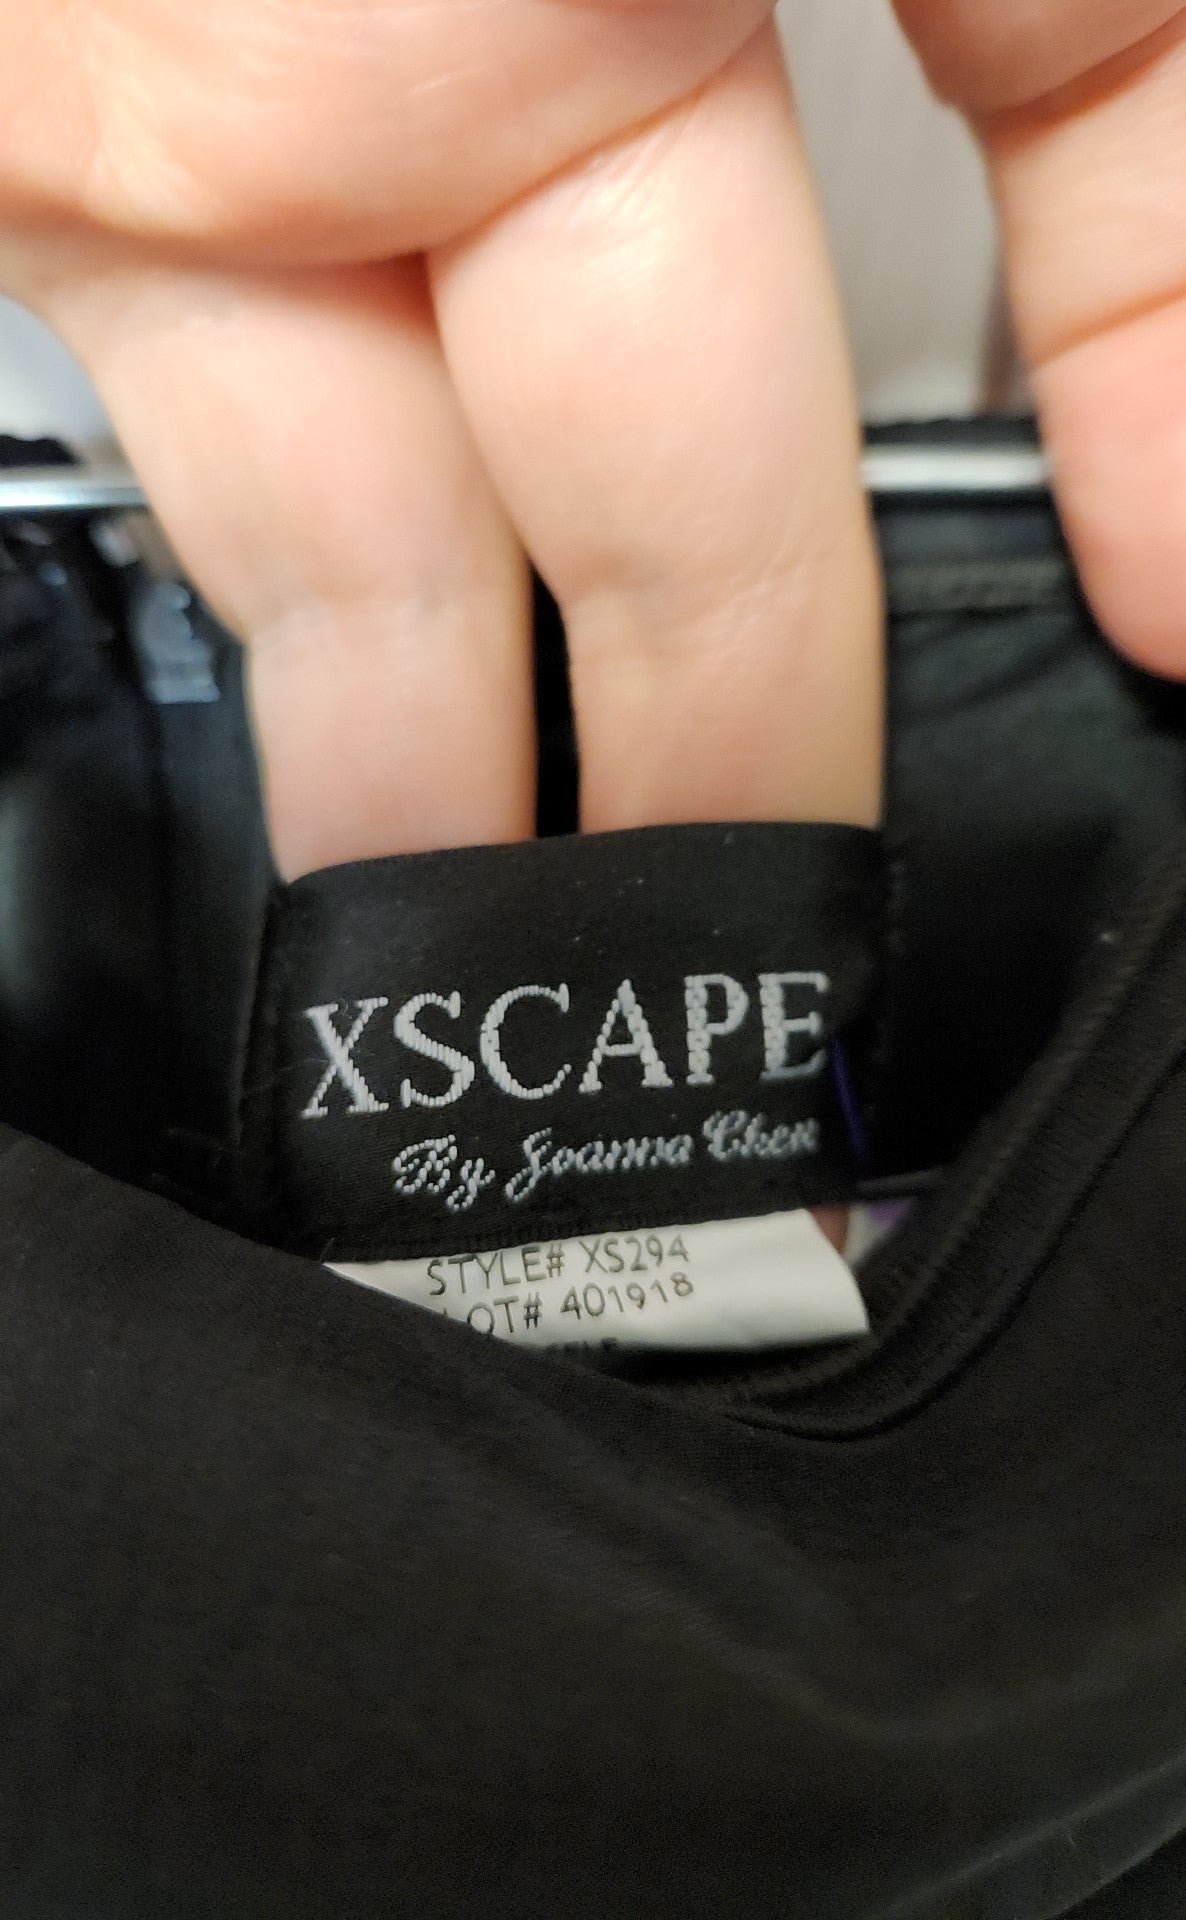 XSCAPE
By Joanna Chen
STYLE# XS294
LOT# 401918